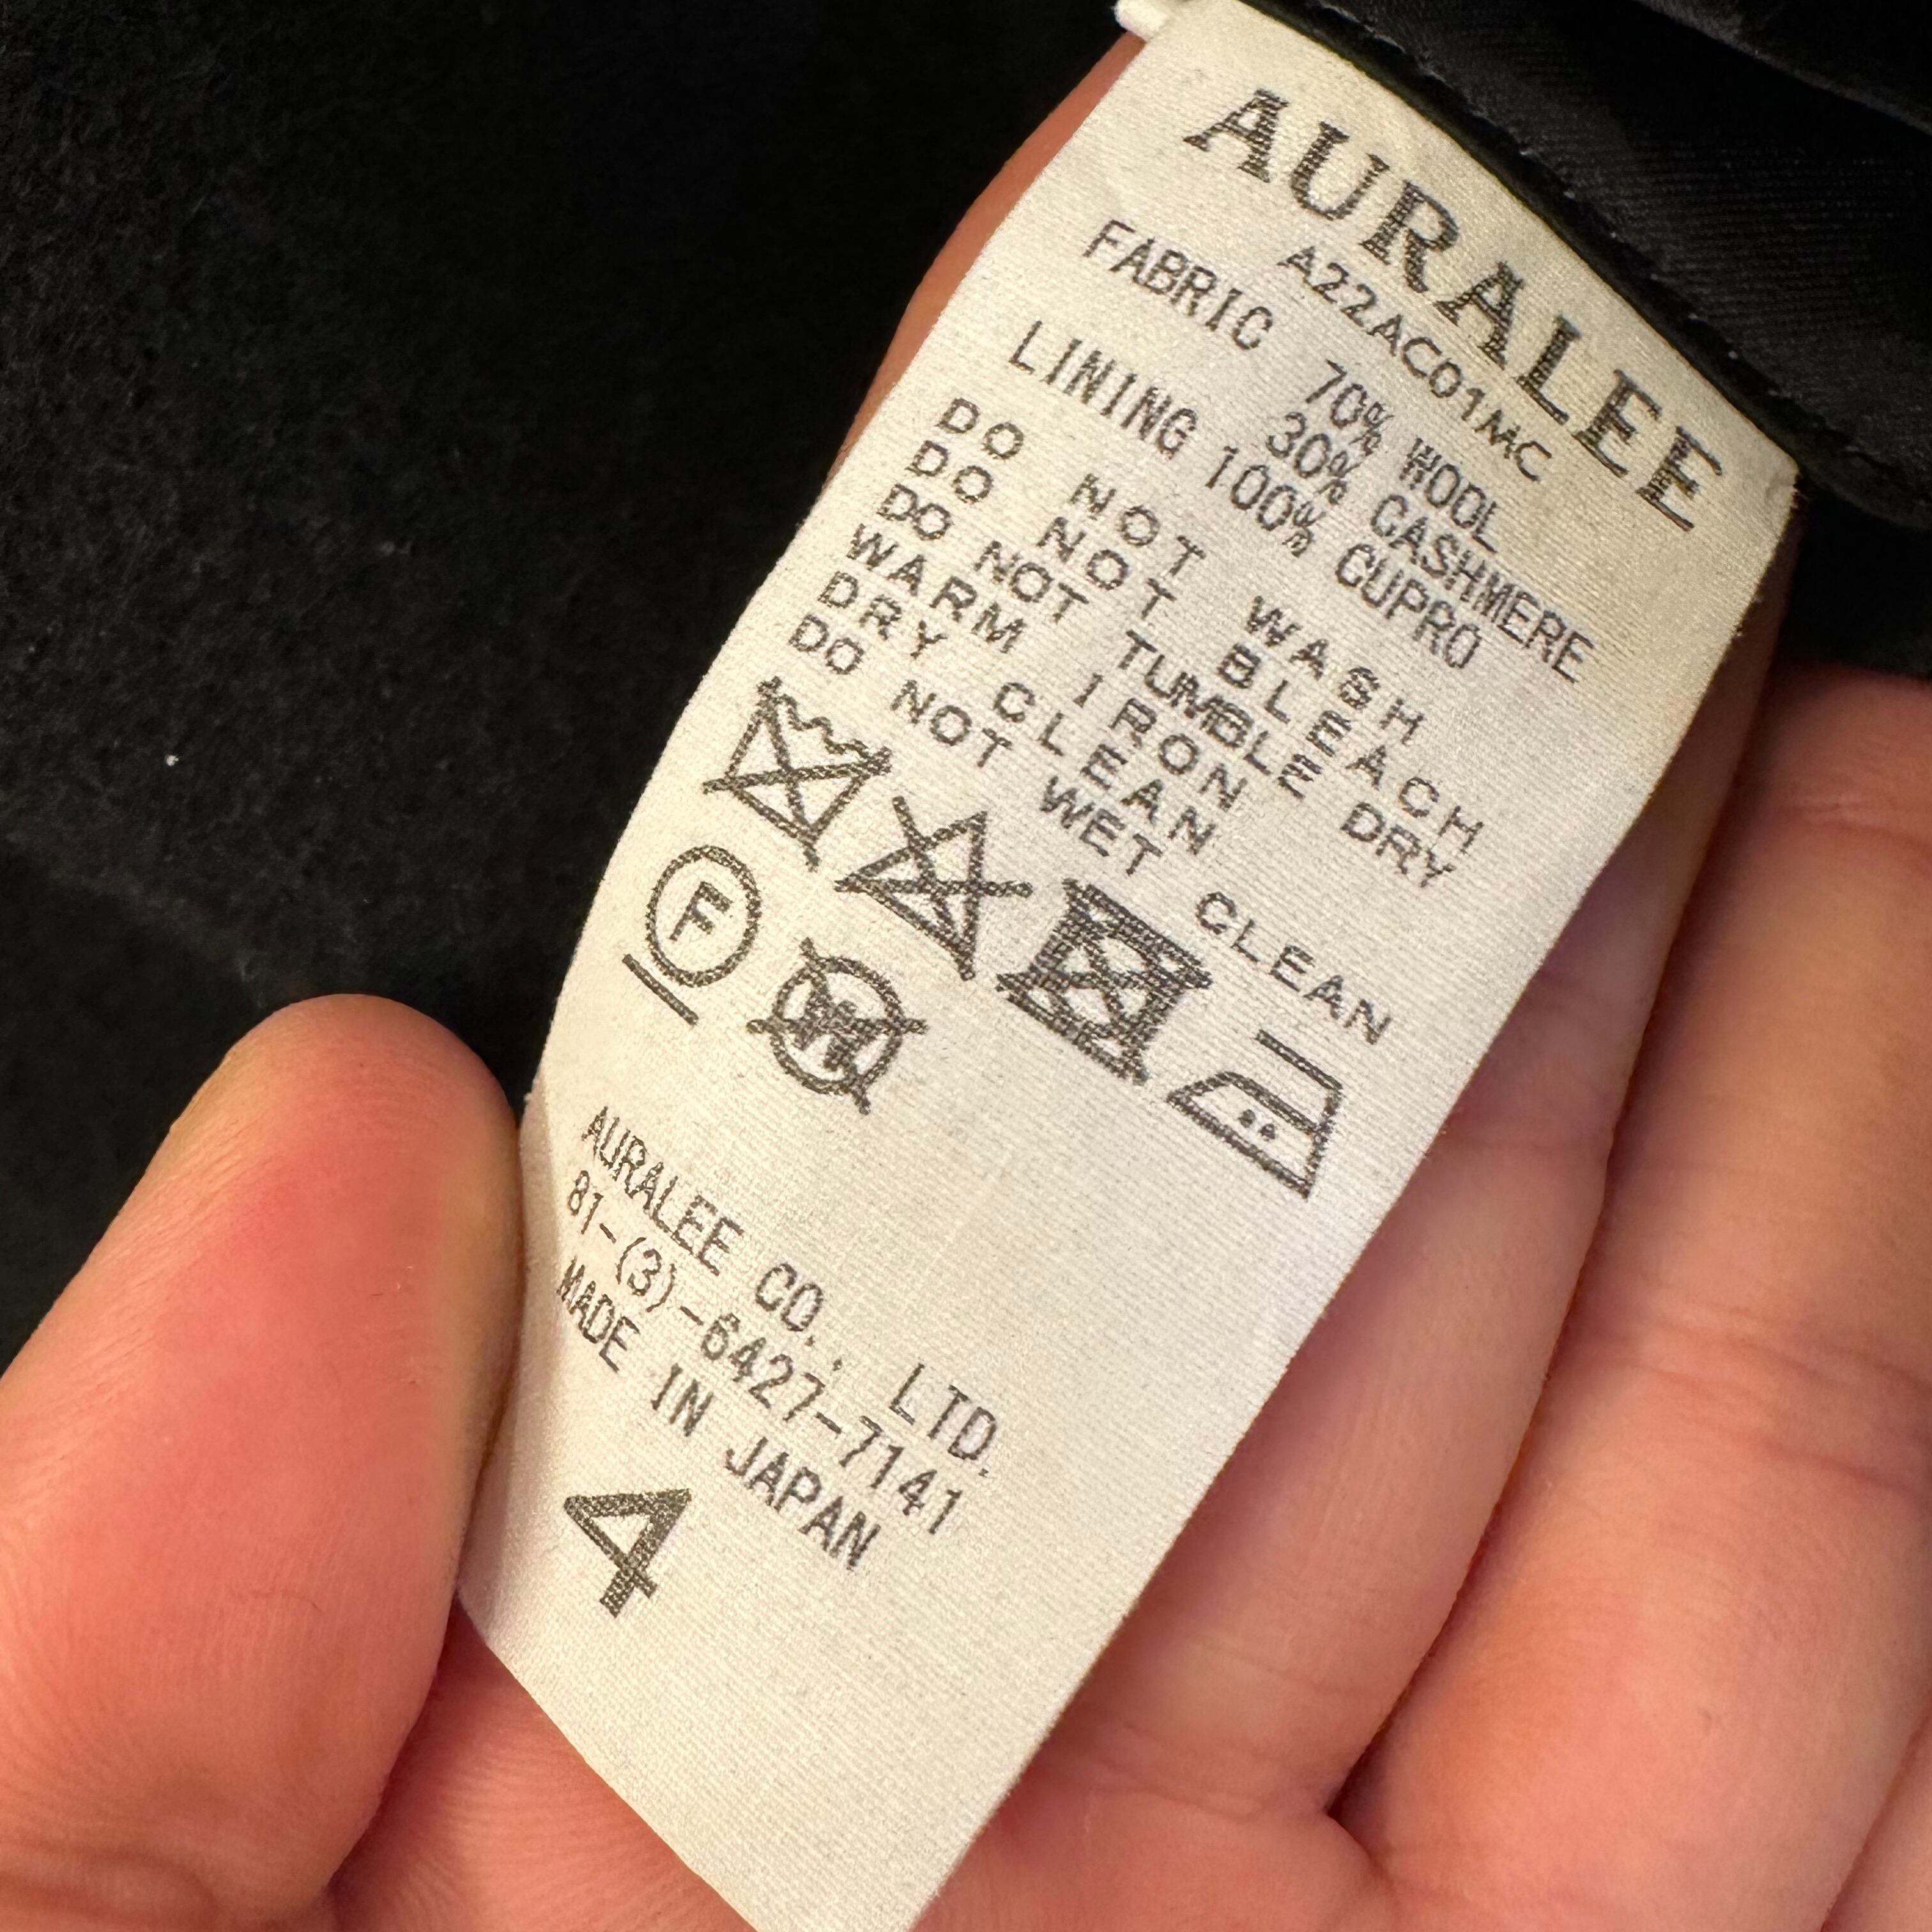 AURALEE
A22AC01MC
FABRIC 70% WOOL
30% CASHMERE
LINING 100% CUPRO
DO NOT WASH
DO NOT BLEACH
DO NOT TUMBLE DRY
WARM IRON
DRY CLEAN
DO NOT WET CLEAN
F
W
AURALEE CO., LTD.
81-(3)-6427-7141
MADE IN JAPAN
4